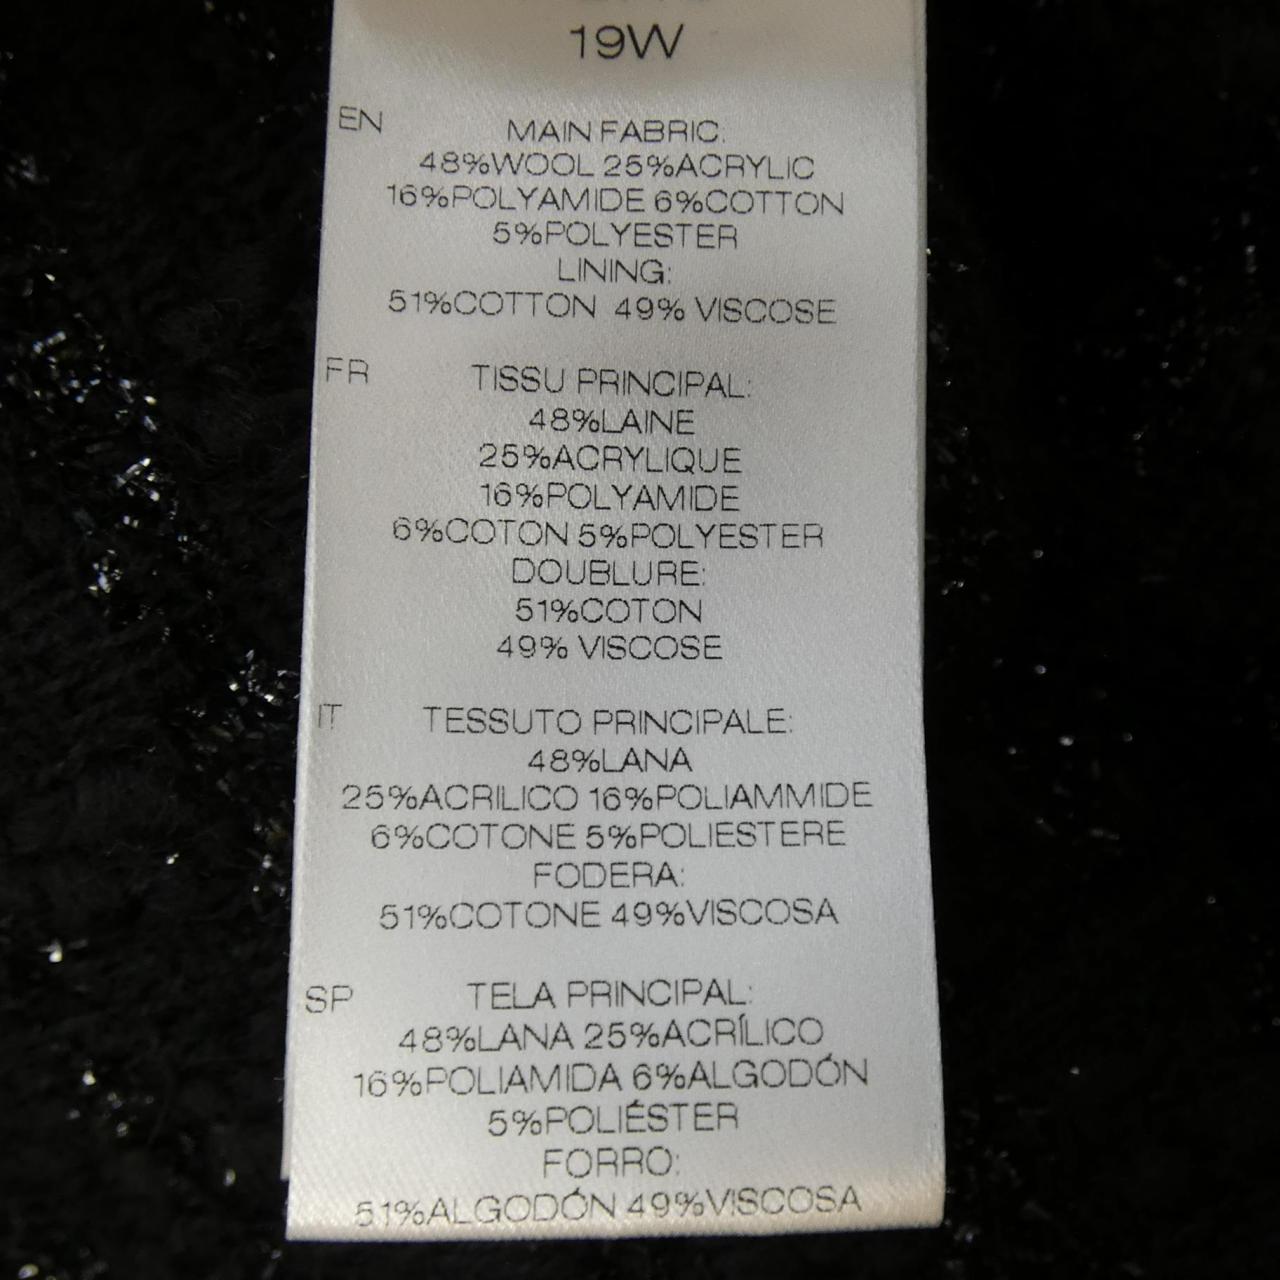 19W
EN
MAIN FABRIC:
48%WOOL 25%ACRYLIC
16%POLYAMIDE 6%COTTON
5%POLYESTER
LINING:
51%COTTON 49% VISCOSE
FR
TISSU PRINCIPAL:
48%LAINE
25%ACRYLIQUE
16%POLYAMIDE
6%COTON 5%POLYESTER
DOUBLURE:
51%COTON
49% VISCOSE
IT
TESSUTO PRINCIPALE:
48%LANA
25%ACRILICO 16%POLIAMMIDE
6%COTONE 5%POLIESTERE
FODERA:
51%COTONE 49%VISCOSA
SP
TELA PRINCIPAL:
48%LANA 25%ACRÍLICO
16%POLIAMIDA 6%ALGODÓN
5%POLIÉSTER
FORRO:
51%ALGODÓN 49%VISCOSA